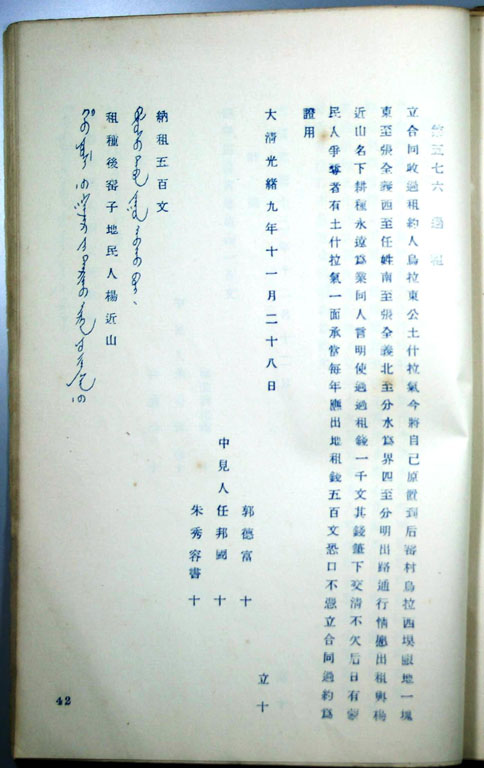 第三七六 過租
立合同收過租約人烏拉東公土什拉氣今將自己原置到后窰村烏拉西埧眼地一塊
東至張全義西至任姓南至張全義北至分水爲界四至分明出路通行情愿出租與楊
近山名下耕種永遠爲業同人言明使過過租錢一千文其錢筆下交清不欠后日有蒙
民人爭奪者有土什拉氣一面承當每年應出地租錢五百文恐口不憑立合同過約爲
證用
大清光緒九年十一月二十八日 立十
郭德富 十
中見人任邦國 十
朱秀容書 十
納租五百文
租種後窰子地民人楊近山
42